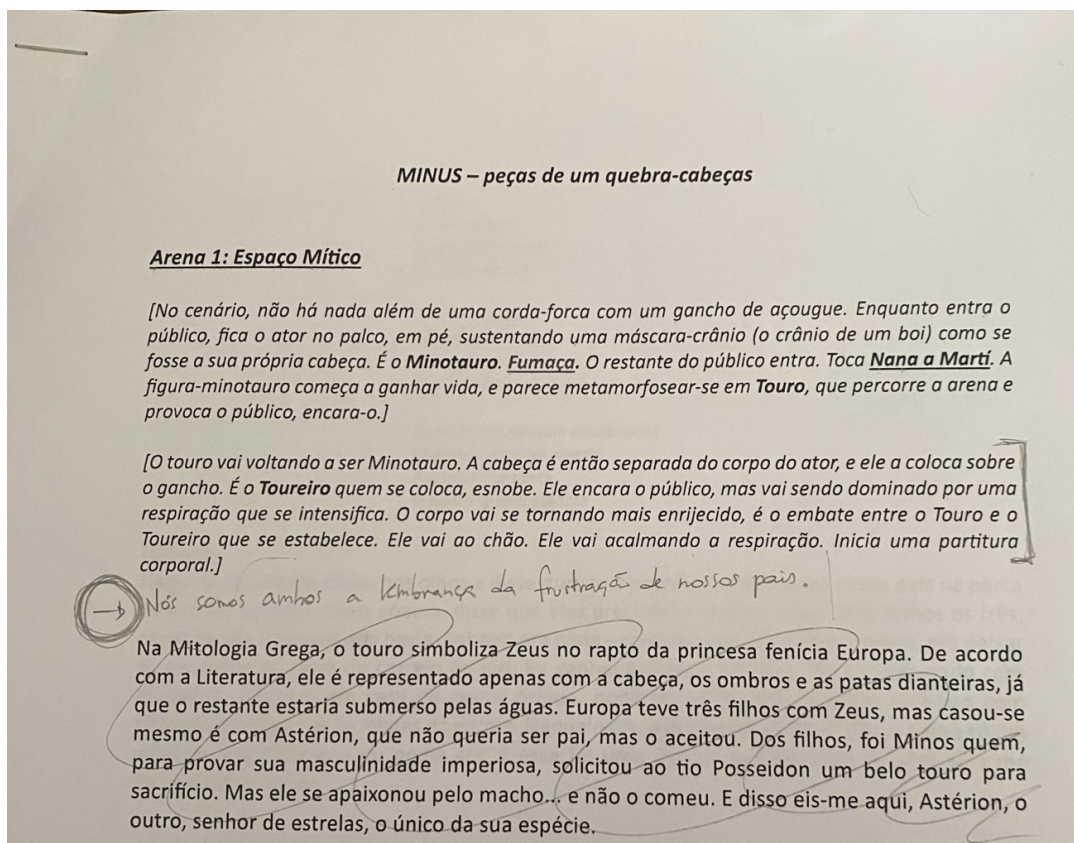 MINUS – peças de um quebra-cabeças
Arena 1: Espaço Mítico
[No cenário, não há nada além de uma corda-forca com um gancho de açougue. Enquanto entra o
público, fica o ator no palco, em pé, sustentando uma máscara-crânio (o crânio de um boi) como se
fosse a sua própria cabeça. É o Minotauro. Fumaça. O restante do público entra. Toca Nana a Martí. A
figura-minotauro começa a ganhar vida, e parece metamorfosear-se em Touro, que percorre a arena e
provoca o público, encara-o.]
[O touro vai voltando a ser Minotauro. A cabeça é então separada do corpo do ator, e ele a coloca sobre
o gancho. É o Toureiro quem se coloca, esnobe. Ele encara o público, mas vai sendo dominado por uma
respiração que se intensifica. O corpo vai se tornando mais enrijecido, é o embate entre o Touro e o
Toureiro que se estabelece. Ele vai ao chão. Ele vai acalmando a respiração. Inicia uma partitura
corporal.]
→ Nós somos ambos a lembrança da frustração de nossos pais.
Na Mitologia Grega, o touro simboliza Zeus no rapto da princesa fenícia Europa. De acordo
com a Literatura, ele é representado apenas com a cabeça, os ombros e as patas dianteiras, já
que o restante estaria submerso pelas águas. Europa teve três filhos com Zeus, mas casou-se
mesmo é com Astérion, que não queria ser pai, mas o aceitou. Dos filhos, foi Minos quem,
para provar sua masculinidade imperiosa, solicitou ao tio Posseidon um belo touro para
sacrifício. Mas ele se apaixonou pelo macho... e não o comeu. E disso eis-me aqui, Astérion, o
outro, senhor de estrelas, o único da sua espécie.